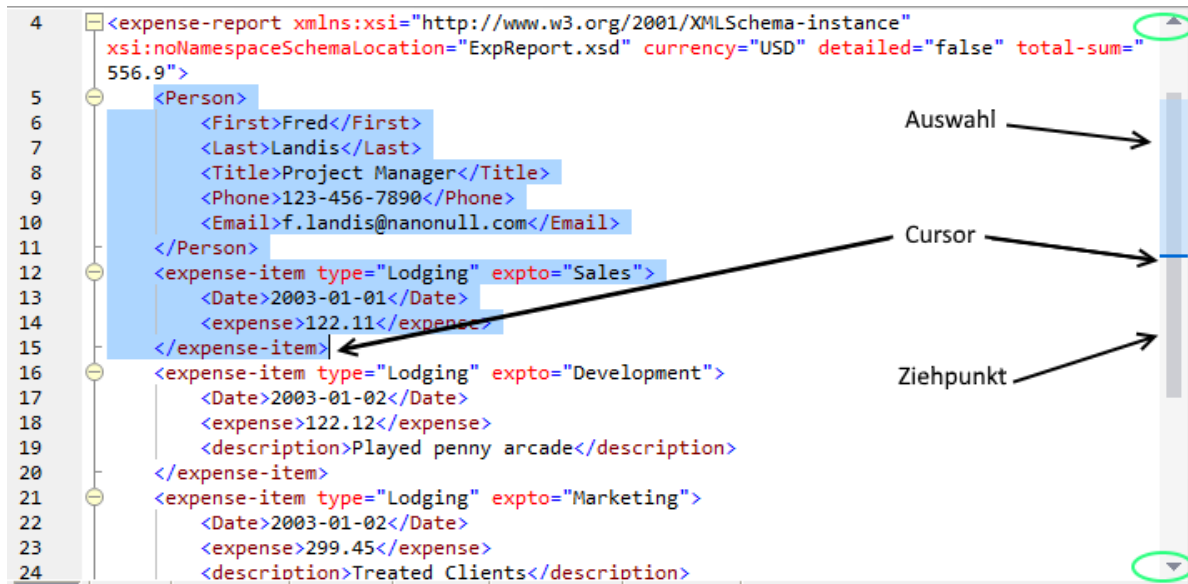 4 <expense-report xmlns:xsi="http://www.w3.org/2001/XMLSchema-instance"
xsi:noNamespaceSchemaLocation="ExpReport.xsd" currency="USD" detailed="false" total-sum="
556.9">
5 <Person>
6 <First>Fred</First>
Auswahl
7 <Last>Landis</Last>
8 <Title>Project Manager</Title>
9 <Phone>123-456-7890</Phone>
10 <Email>f.landis@nanonull.com</Email>
Cursor
11 </Person>
12 <expense-item type="Lodging" expto="Sales">
13 <Date>2003-01-01</Date>
14 <expense>122.11</expense>
15 </expense-item>
16 <expense-item type="Lodging" expto="Development">
Ziehpunkt
17 <Date>2003-01-02</Date>
18 <expense>122.12</expense>
19 <description>Played penny arcade</description>
20 </expense-item>
21 <expense-item type="Lodging" expto="Marketing">
22 <Date>2003-01-02</Date>
23 <expense>299.45</expense>
24 <description>Treated Clients</description>